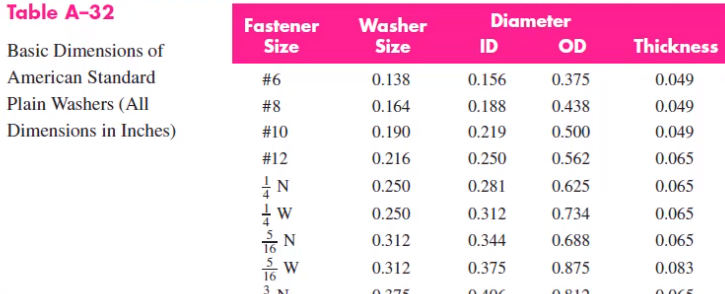 Table A–32
Basic Dimensions of
American Standard
Plain Washers (All
Dimensions in Inches)
Fastener Size Washer Size Diameter ID OD Thickness
#6 0.138 0.156 0.375 0.049
#8 0.164 0.188 0.438 0.049
#10 0.190 0.219 0.500 0.049
#12 0.216 0.250 0.562 0.065
1/4 N 0.250 0.281 0.625 0.065
1/4 W 0.250 0.312 0.734 0.065
5/16 N 0.312 0.344 0.688 0.065
5/16 W 0.312 0.375 0.875 0.083